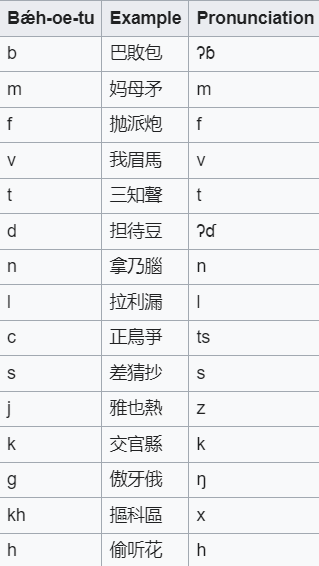 Bǽh-oe-tu Example Pronunciation
b 巴敗包 ʔɓ
m 妈母矛 m
f 抛派炮 f
v 我眉馬 v
t 三知聲 t
d 担待豆 ʔɗ
n 拿乃腦 n
l 拉利漏 l
c 正鳥爭 ts
s 差猜抄 s
j 雅也熱 z
k 交官縣 k
g 傲牙俄 ŋ
kh 摳科區 x
h 偷听花 h